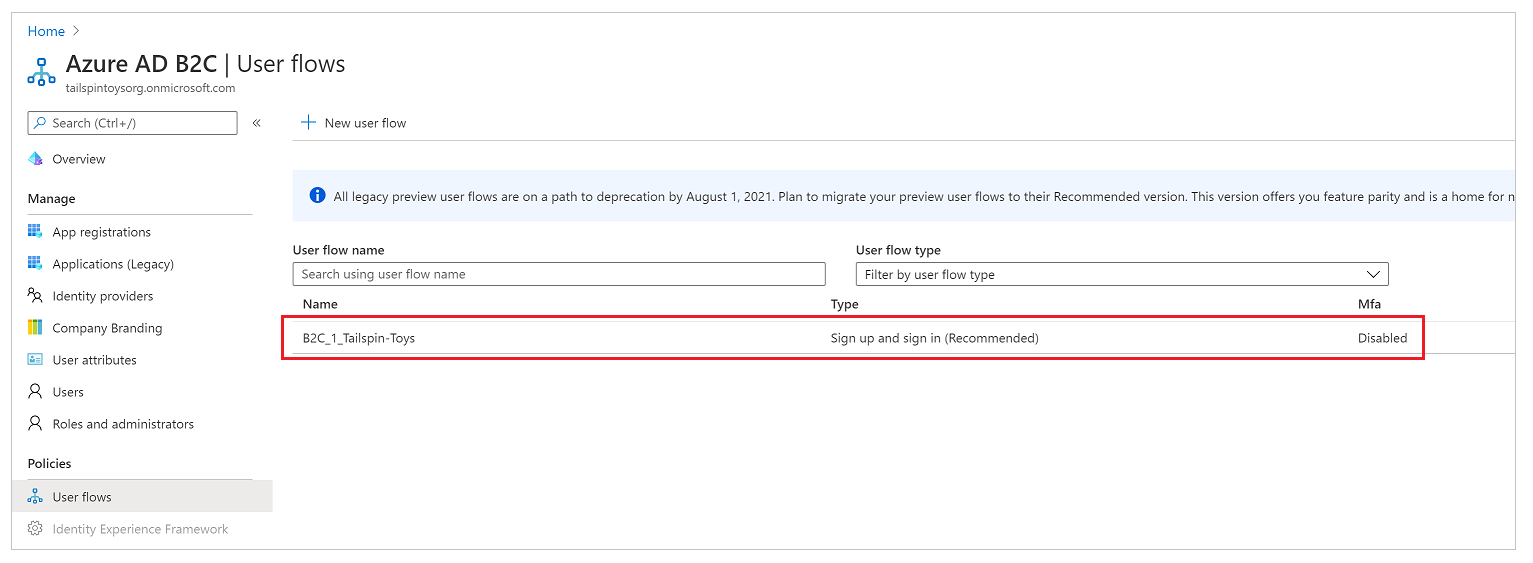 Home
Azure AD B2C | User flows
tailspintoysorg.onmicrosoft.com
Search (Ctrl+/)
Overview
Manage
App registrations
Applications (Legacy)
Identity providers
Company Branding
User attributes
Users
Roles and administrators
Policies
User flows
Identity Experience Framework
New user flow
All legacy preview user flows are on a path to deprecation by August 1, 2021. Plan to migrate your preview user flows to their Recommended version. This version offers you feature parity and is a home for n
User flow name User flow type
Search using user flow name Filter by user flow type
Name Type Mfa
B2C_1_Tailspin-Toys Sign up and sign in (Recommended) Disabled